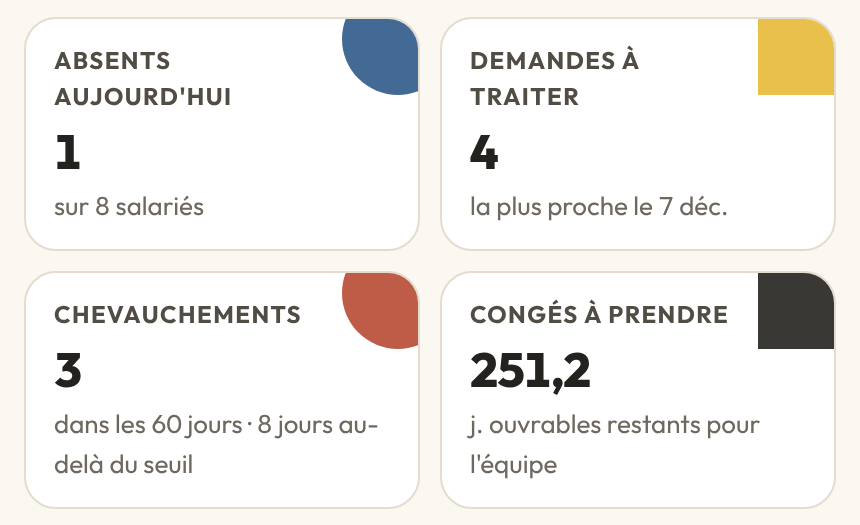 ABSENTS
AUJOURD'HUI
1
sur 8 salariés
DEMANDES À
TRAITER
4
la plus proche le 7 déc.
CHEVAUCHEMENTS
3
dans les 60 jours · 8 jours au-
delà du seuil
CONGÉS À PRENDRE
251,2
j. ouvrables restants pour
l'équipe